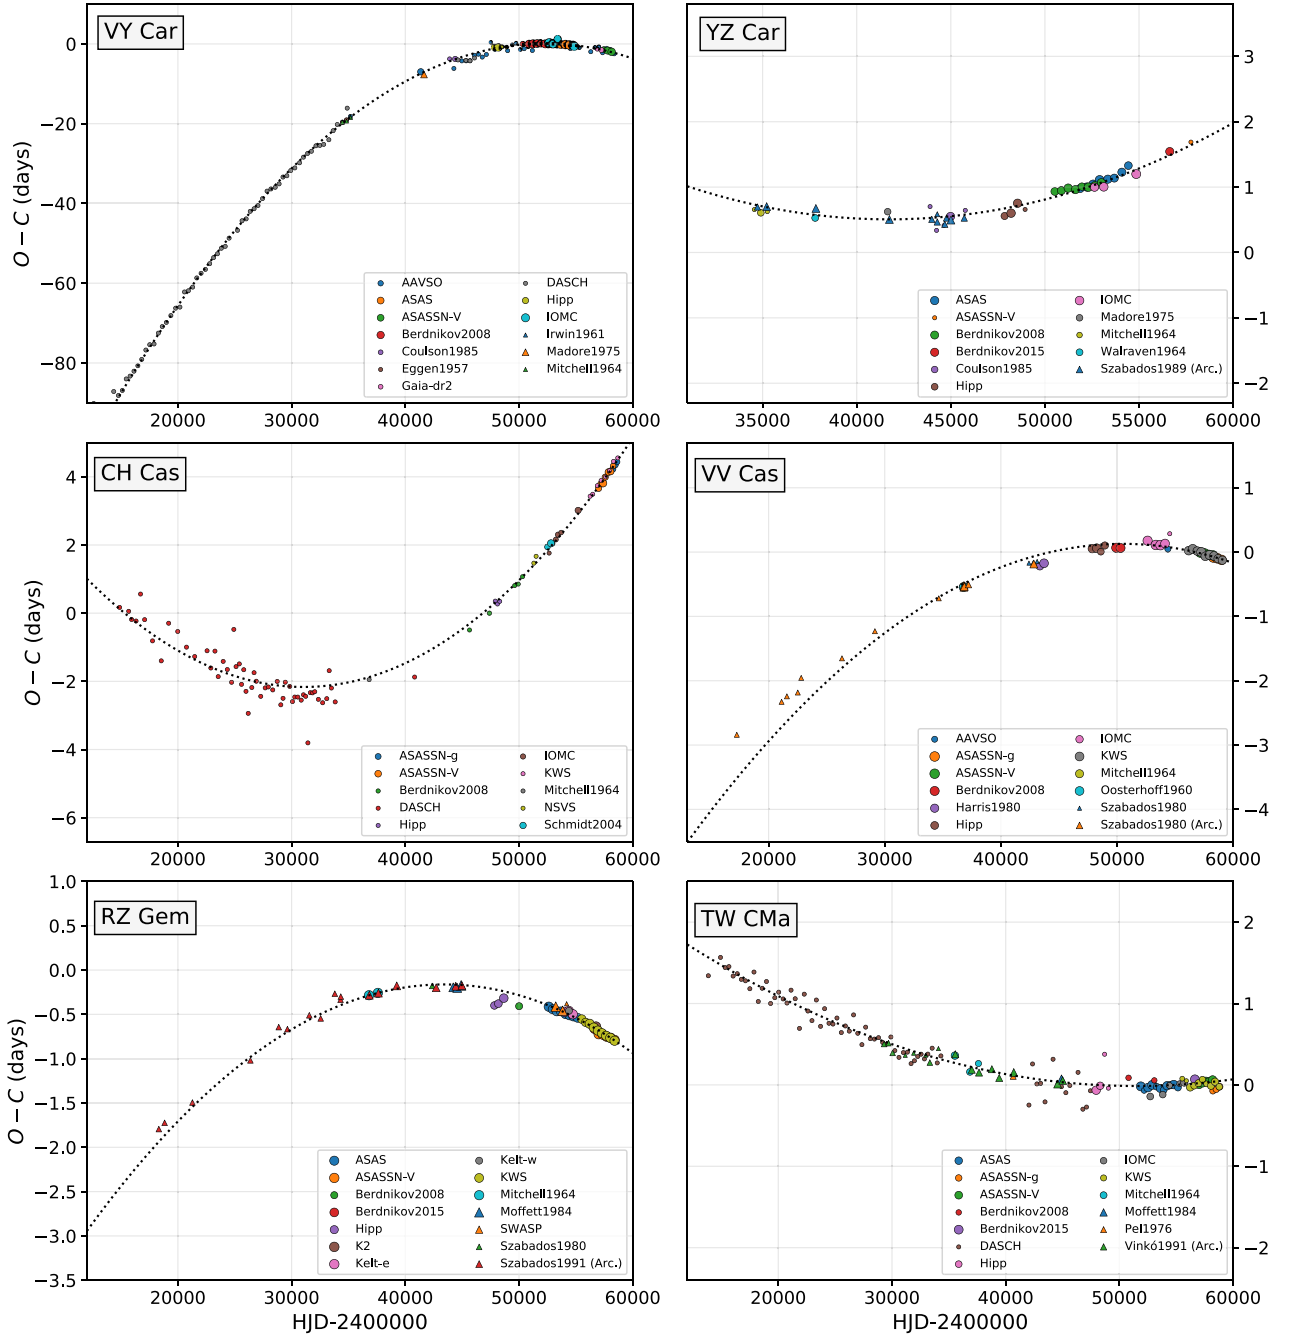 VY Car
0
−20
−40
−60
−80
O − C (days)
20000 30000 40000 50000 60000
AAVSO
ASAS
ASASSN-V
Berdnikov2008
Coulson1985
Eggen1957
Gaia-dr2
DASCH
Hipp
IOMC
Irwin1961
Madore1975
Mitchell1964
YZ Car
3
2
1
0
−1
−2
35000 40000 45000 50000 55000 60000
ASAS
ASASSN-V
Berdnikov2008
Berdnikov2015
Coulson1985
Hipp
IOMC
Madore1975
Mitchell1964
Walraven1964
Szabados1989 (Arc.)
CH Cas
4
2
0
−2
−4
−6
O − C (days)
20000 30000 40000 50000 60000
ASASSN-g
ASASSN-V
Berdnikov2008
DASCH
Hipp
IOMC
KWS
Mitchell1964
NSVS
Schmidt2004
VV Cas
1
0
−1
−2
−3
−4
20000 30000 40000 50000 60000
AAVSO
ASASSN-g
ASASSN-V
Berdnikov2008
Harris1980
Hipp
IOMC
KWS
Mitchell1964
Oosterhoff1960
Szabados1980
Szabados1980 (Arc.)
RZ Gem
1.0
0.5
0.0
−0.5
−1.0
−1.5
−2.0
−2.5
−3.0
−3.5
O − C (days)
20000 30000 40000 50000 60000
HJD-2400000
ASAS
ASASSN-V
Berdnikov2008
Berdnikov2015
Hipp
K2
Kelt-e
Kelt-w
KWS
Mitchell1964
Moffett1984
SWASP
Szabados1980
Szabados1991 (Arc.)
TW CMa
2
1
0
−1
−2
20000 30000 40000 50000 60000
HJD-2400000
ASAS
ASASSN-g
ASASSN-V
Berdnikov2008
Berdnikov2015
DASCH
Hipp
IOMC
KWS
Mitchell1964
Moffett1984
Pel1976
Vinkó1991 (Arc.)